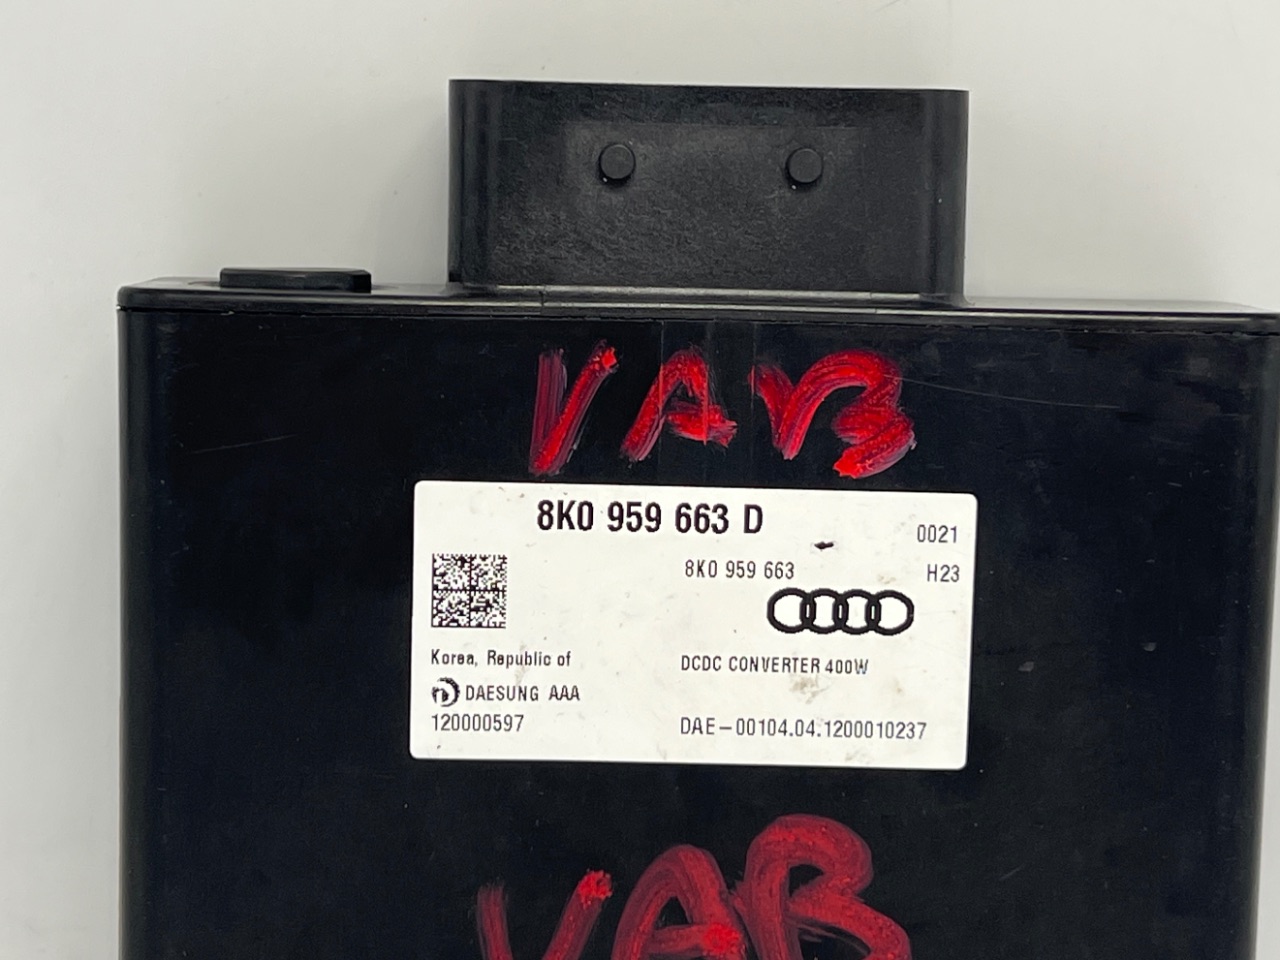 VAB
8K0 959 663 D
0021
8K0 959 663
H23
Korea, Republic of
DCDC CONVERTER 400W
DAESUNG AAA
120000597
DAE-00104.04.1200010237
VAB